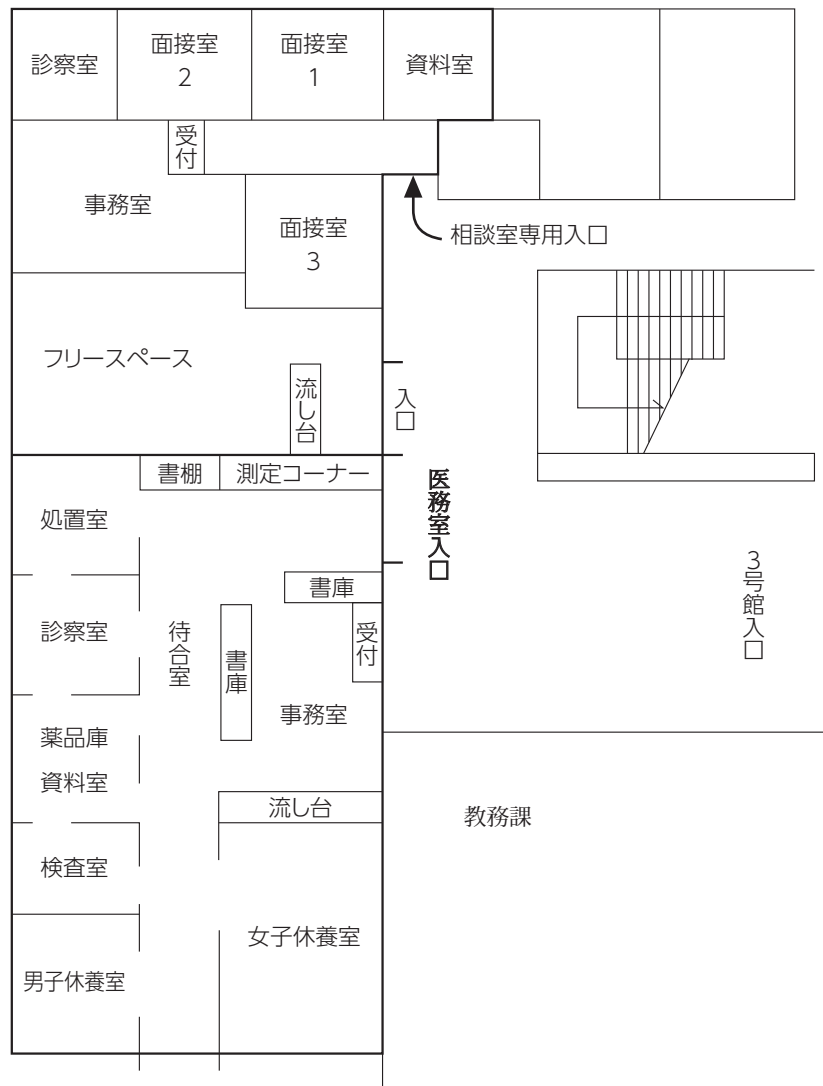 診察室
面接室
2
面接室
1
資料室
受付
事務室
面接室
3
相談室専用入口
フリースペース
流し台
入口
書棚
測定コーナー
医務室入口
処置室
書庫
3号館入口
診察室
待合室
書庫
受付
事務室
薬品庫
資料室
流し台
教務課
検査室
女子休養室
男子休養室